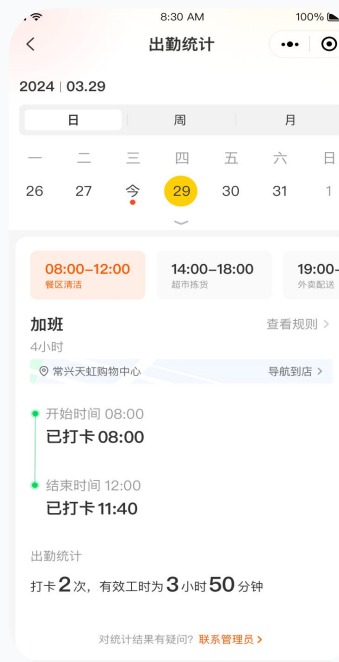 8:30 AM 100%
出勤统计
2024 | 03.29
日 周 月
一 二 三 四 五 六 日
26 27 今 29 30 31 1
08:00-12:00 14:00-18:00 19:00-
餐区清洁 超市拣货 外卖配送
加班 查看规则 >
4小时
常兴天虹购物中心 导航到店 >
开始时间 08:00
已打卡 08:00
结束时间 12:00
已打卡 11:40
出勤统计
打卡 2 次，有效工时为 3 小时 50 分钟
对统计结果有疑问？联系管理员 >